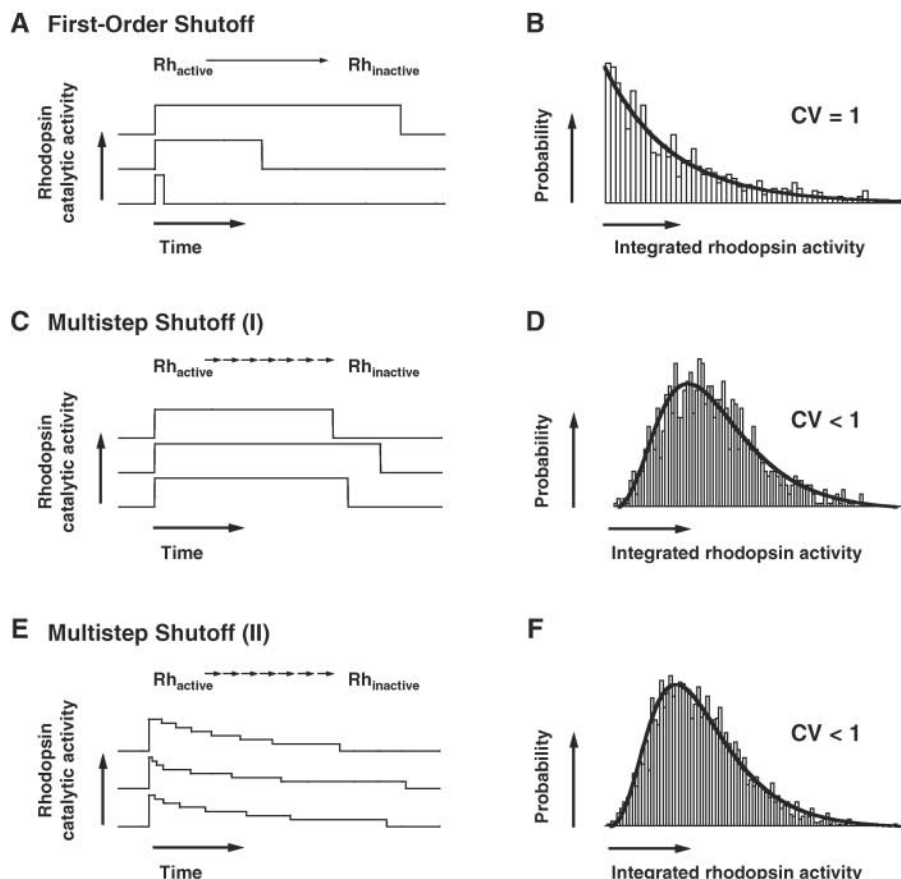 A First-Order Shutoff
Rh_active Rh_inactive
Rhodopsin
catalytic activity
Time
B
CV = 1
Probability
Integrated rhodopsin activity
C Multistep Shutoff (I)
Rh_active Rh_inactive
Rhodopsin
catalytic activity
Time
D
CV < 1
Probability
Integrated rhodopsin activity
E Multistep Shutoff (II)
Rh_active Rh_inactive
Rhodopsin
catalytic activity
Time
F
CV < 1
Probability
Integrated rhodopsin activity